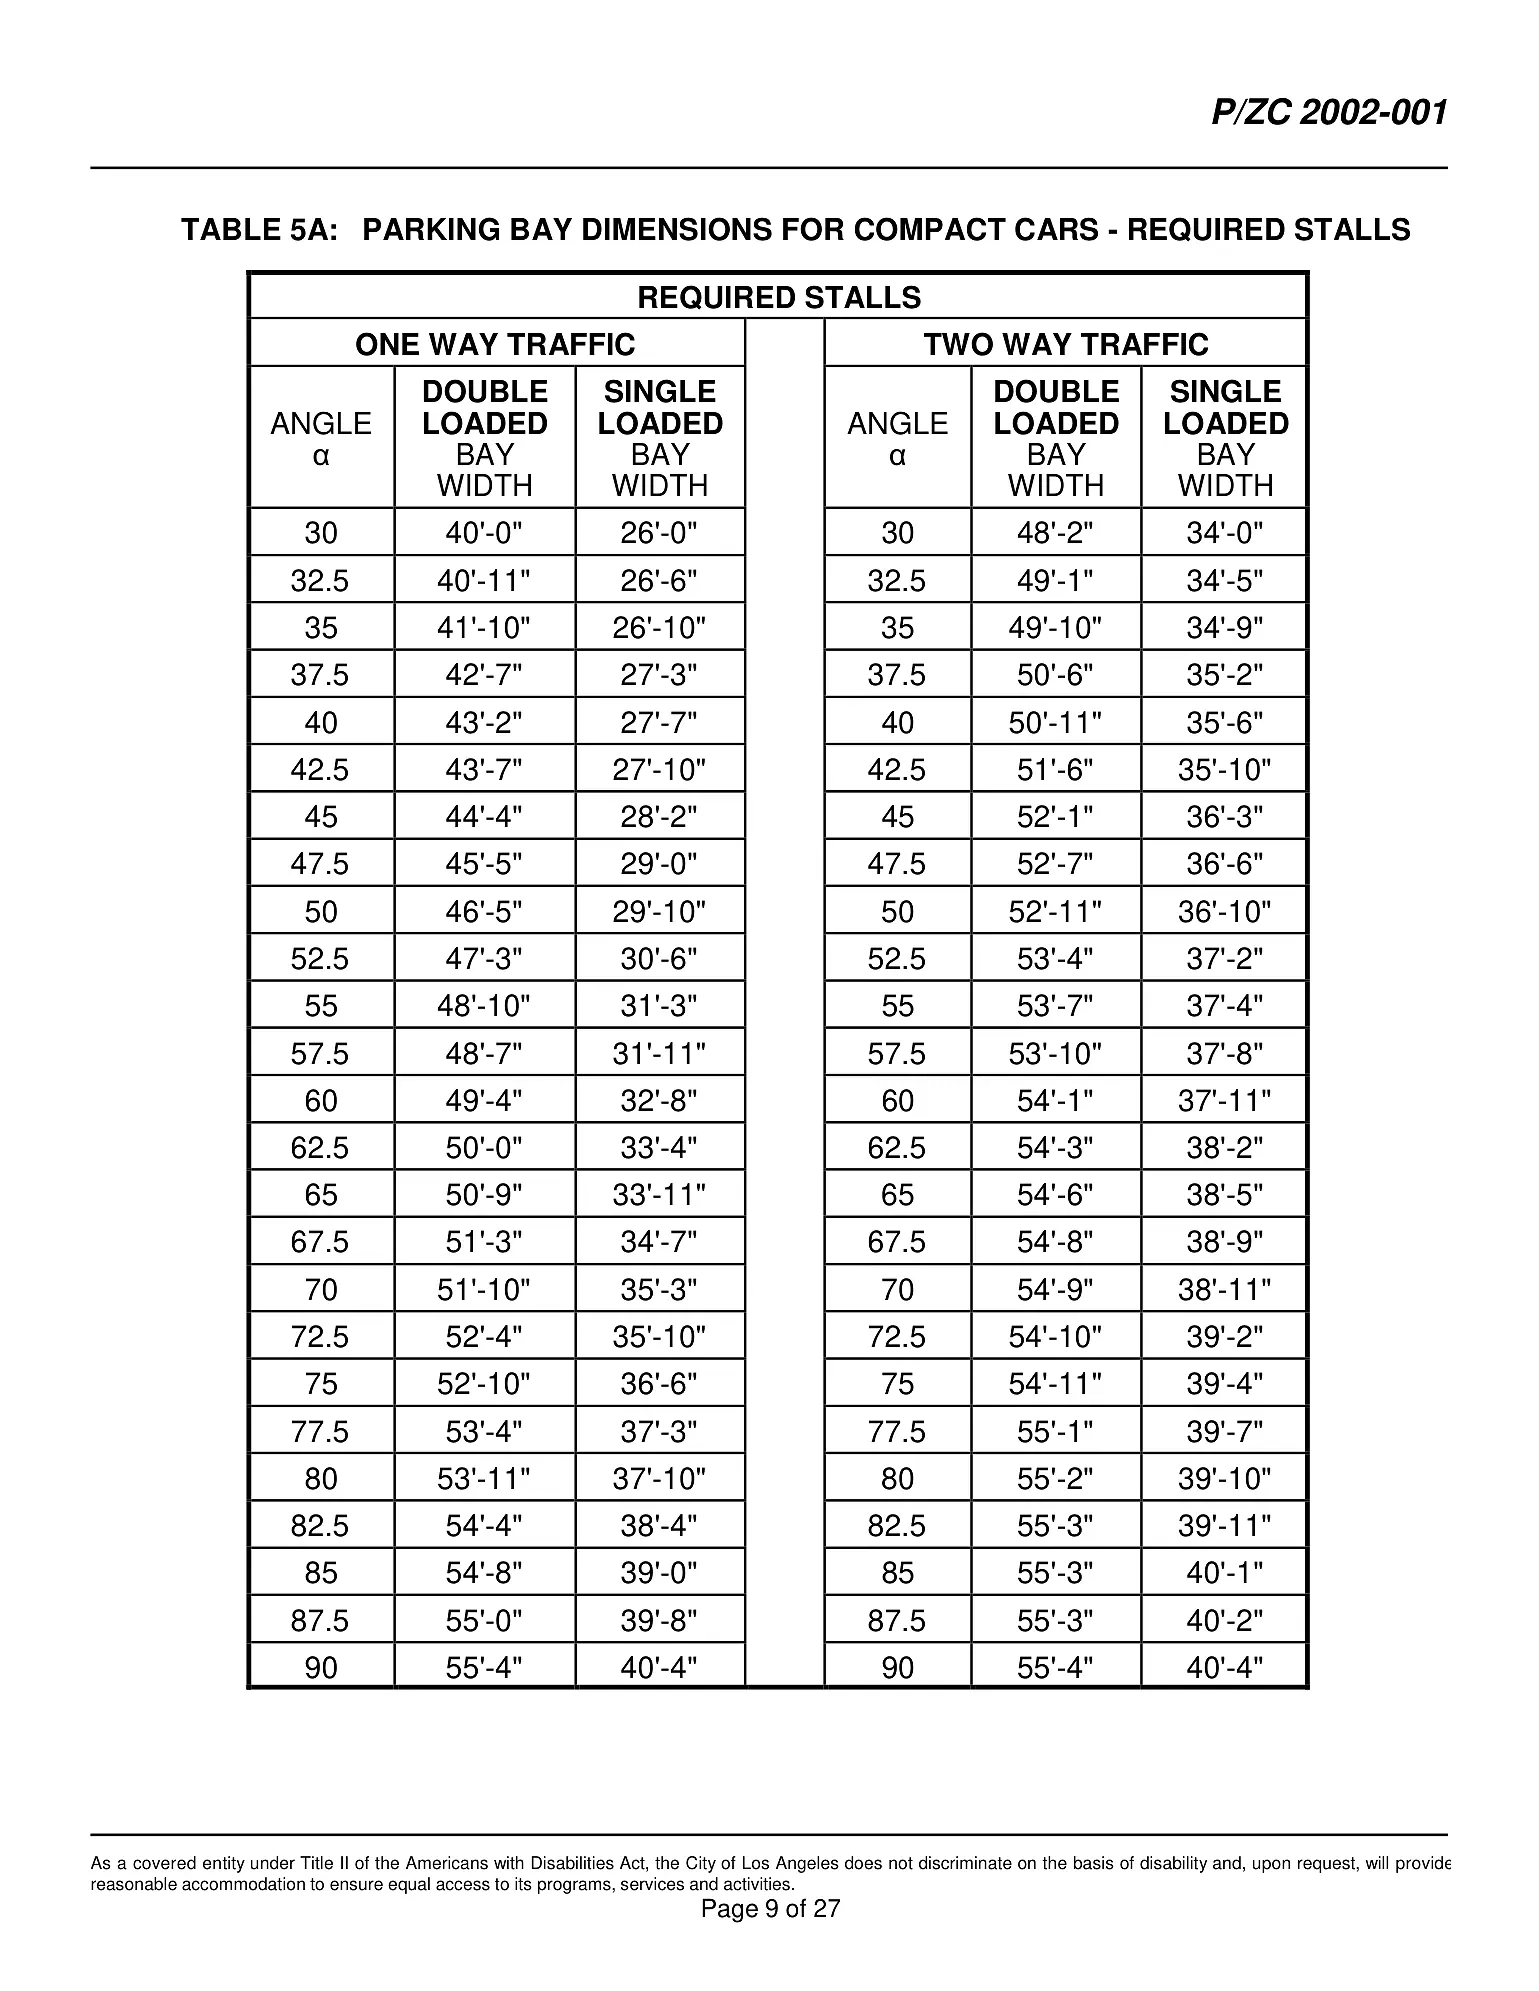 P/ZC 2002-001
TABLE 5A: PARKING BAY DIMENSIONS FOR COMPACT CARS - REQUIRED STALLS
REQUIRED STALLS
ONE WAY TRAFFIC TWO WAY TRAFFIC
ANGLE α DOUBLE LOADED BAY WIDTH SINGLE LOADED BAY WIDTH ANGLE α DOUBLE LOADED BAY WIDTH SINGLE LOADED BAY WIDTH
30 40'-0" 26'-0" 30 48'-2" 34'-0"
32.5 40'-11" 26'-6" 32.5 49'-1" 34'-5"
35 41'-10" 26'-10" 35 49'-10" 34'-9"
37.5 42'-7" 27'-3" 37.5 50'-6" 35'-2"
40 43'-2" 27'-7" 40 50'-11" 35'-6"
42.5 43'-7" 27'-10" 42.5 51'-6" 35'-10"
45 44'-4" 28'-2" 45 52'-1" 36'-3"
47.5 45'-5" 29'-0" 47.5 52'-7" 36'-6"
50 46'-5" 29'-10" 50 52'-11" 36'-10"
52.5 47'-3" 30'-6" 52.5 53'-4" 37'-2"
55 48'-10" 31'-3" 55 53'-7" 37'-4"
57.5 48'-7" 31'-11" 57.5 53'-10" 37'-8"
60 49'-4" 32'-8" 60 54'-1" 37'-11"
62.5 50'-0" 33'-4" 62.5 54'-3" 38'-2"
65 50'-9" 33'-11" 65 54'-6" 38'-5"
67.5 51'-3" 34'-7" 67.5 54'-8" 38'-9"
70 51'-10" 35'-3" 70 54'-9" 38'-11"
72.5 52'-4" 35'-10" 72.5 54'-10" 39'-2"
75 52'-10" 36'-6" 75 54'-11" 39'-4"
77.5 53'-4" 37'-3" 77.5 55'-1" 39'-7"
80 53'-11" 37'-10" 80 55'-2" 39'-10"
82.5 54'-4" 38'-4" 82.5 55'-3" 39'-11"
85 54'-8" 39'-0" 85 55'-3" 40'-1"
87.5 55'-0" 39'-8" 87.5 55'-3" 40'-2"
90 55'-4" 40'-4" 90 55'-4" 40'-4"
As a covered entity under Title II of the Americans with Disabilities Act, the City of Los Angeles does not discriminate on the basis of disability and, upon request, will provide
reasonable accommodation to ensure equal access to its programs, services and activities.
Page 9 of 27